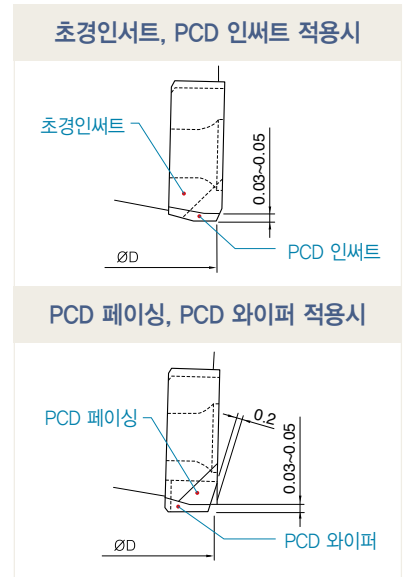 초경인서트, PCD 인써트 적용시
초경인써트
0.03~0.05
PCD 인써트
ØD
PCD 페이싱, PCD 와이퍼 적용시
PCD 페이싱
0.2
0.03~0.05
PCD 와이퍼
ØD